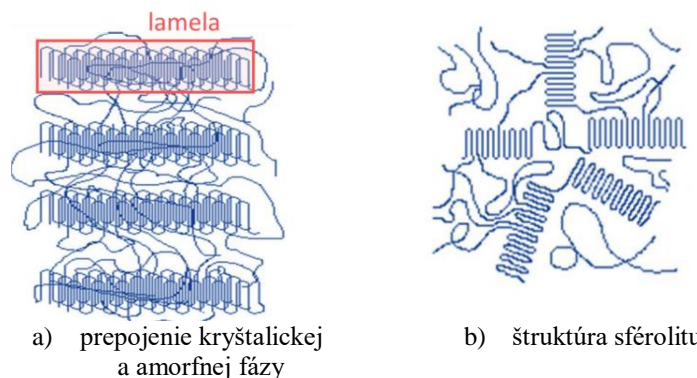 lamela
a) prepojenie kryštalickej
a amorfnej fázy
b) štruktúra sférolitu